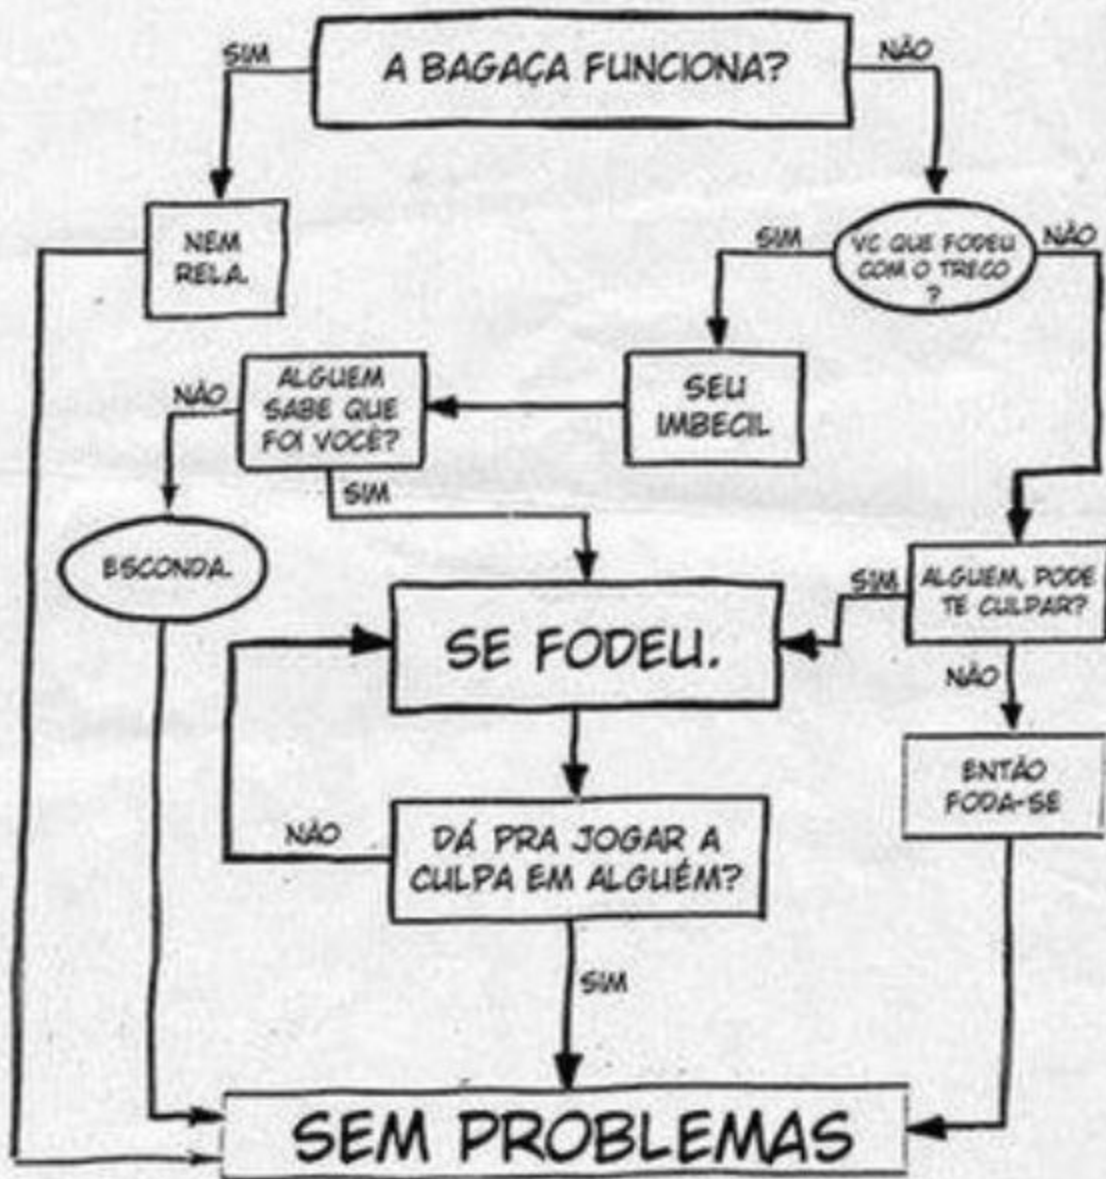 A BAGAÇA FUNCIONA?
SIM
NÃO
NEM
RELA.
VC QUE FODEU
COM O TRECO
?
SIM
NÃO
SEU
IMBECIL
ALGUEM
SABE QUE
FOI VOCÊ?
NÃO
SIM
ESCONDA.
ALGUEM, PODE
TE CULPAR?
SIM
NÃO
SE FODEU.
ENTÃO
FODA-SE
DÁ PRA JOGAR A
CULPA EM ALGUÉM?
NÃO
SIM
SEM PROBLEMAS